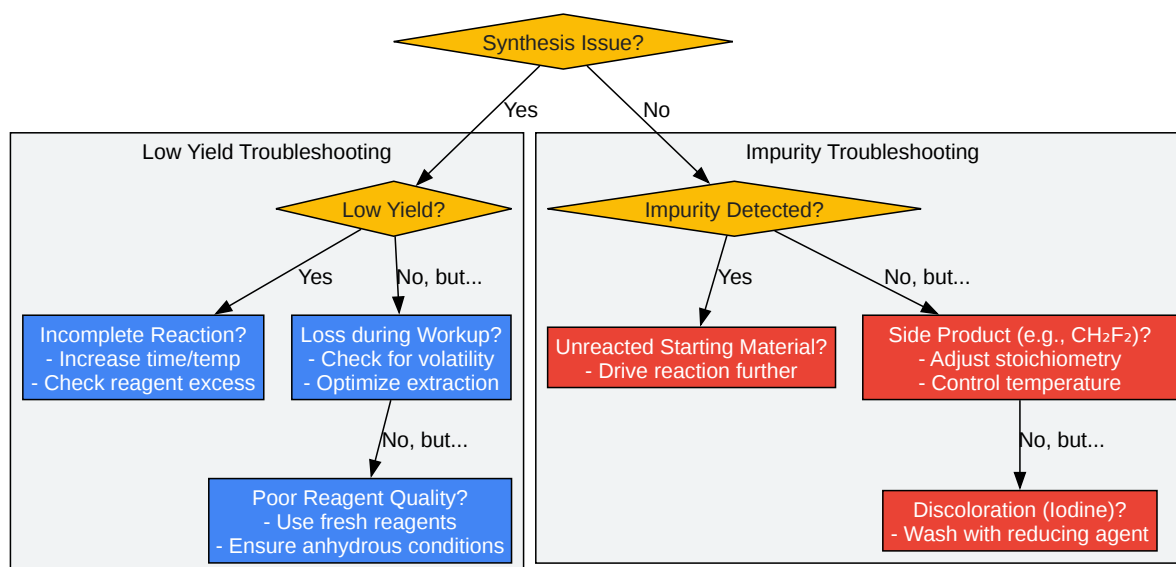 Synthesis Issue?
Yes
No
Low Yield Troubleshooting
Impurity Troubleshooting
Low Yield?
Impurity Detected?
Yes
No, but...
Yes
No, but...
Incomplete Reaction?
- Increase time/temp
- Check reagent excess
Loss during Workup?
- Check for volatility
- Optimize extraction
Unreacted Starting Material?
- Drive reaction further
Side Product (e.g., CH₂F₂)?
- Adjust stoichiometry
- Control temperature
No, but...
No, but...
Poor Reagent Quality?
- Use fresh reagents
- Ensure anhydrous conditions
Discoloration (Iodine)?
- Wash with reducing agent